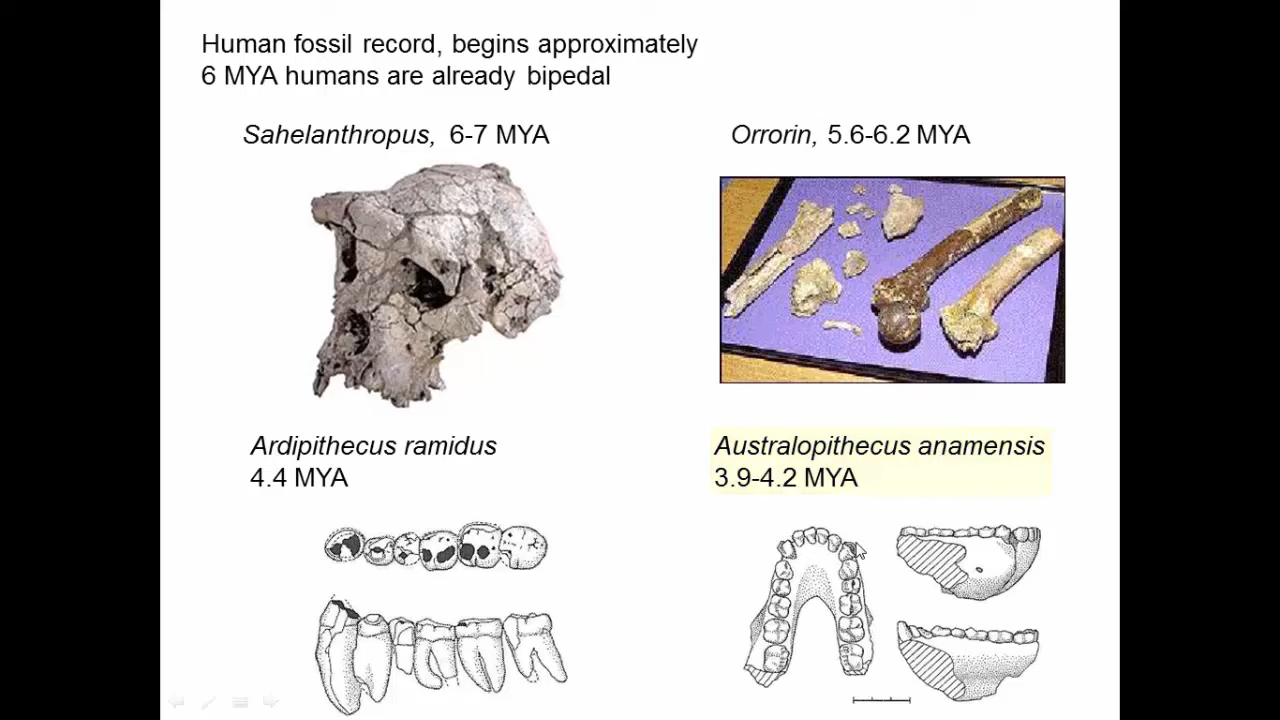 Human fossil record, begins approximately
6 MYA humans are already bipedal
Sahelanthropus, 6-7 MYA
Orrorin, 5.6-6.2 MYA
Ardipithecus ramidus
4.4 MYA
Australopithecus anamensis
3.9-4.2 MYA